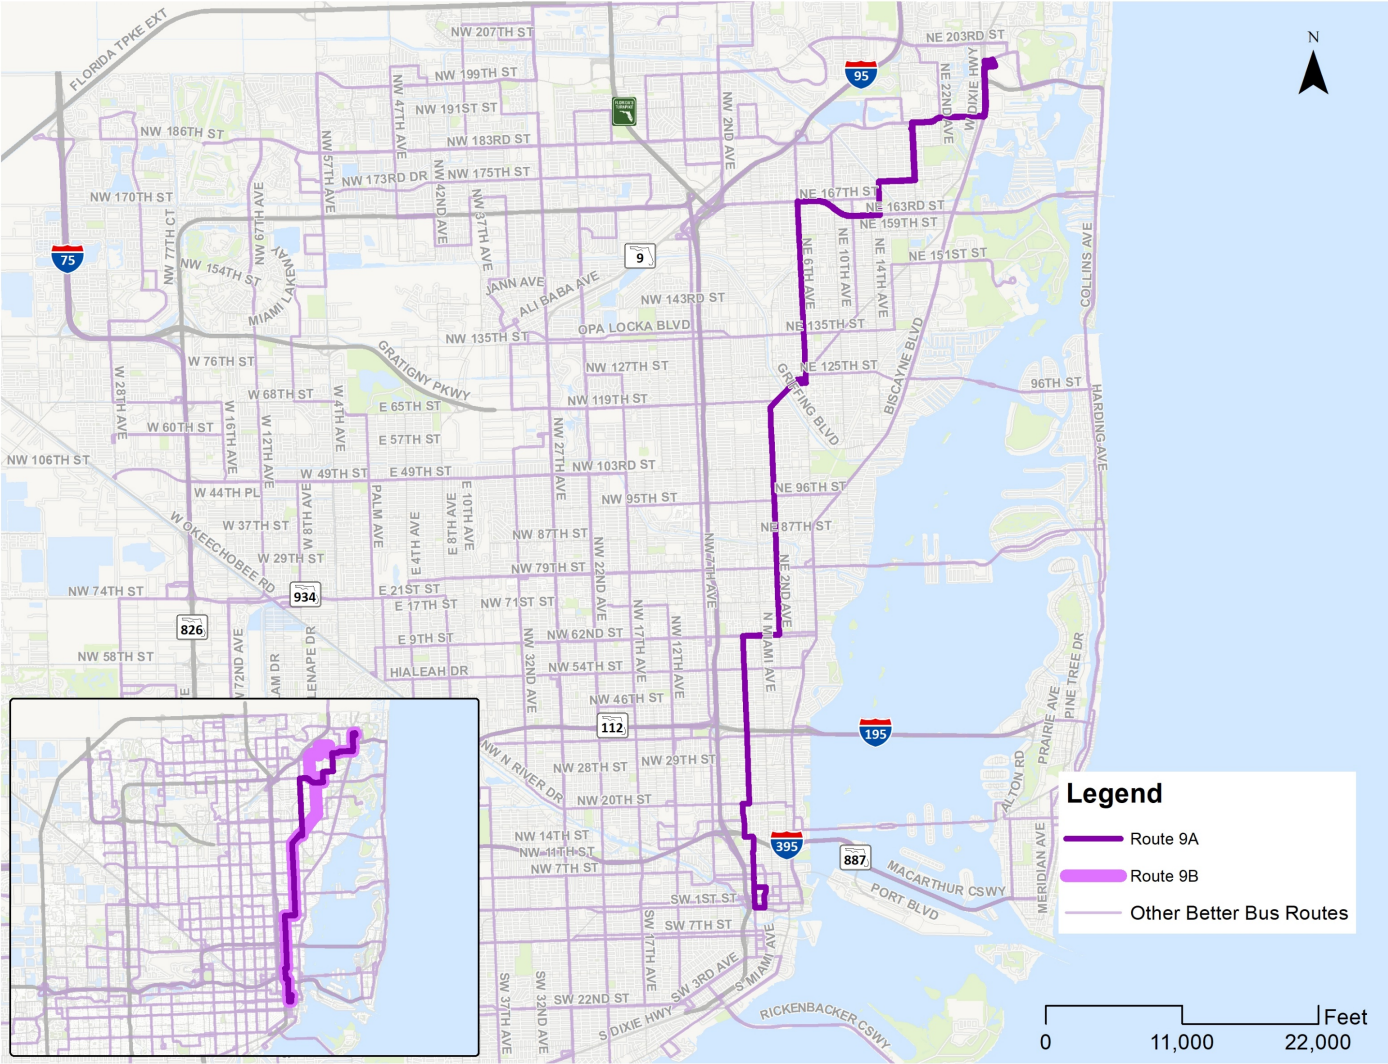 FLORIDA TPKE EXT
NW 207TH ST
NE 203RD ST
N
95
NW 199TH ST
NW 47TH AVE
NW 191ST ST
NW 2ND AVE
NE 22ND AVE
W DIXIE HWY
NW 186TH ST
NW 183RD ST
NW 57TH AVE
NW 173RD DR
NW 175TH ST
NW 42ND AVE
NW 37TH AVE
NW 170TH ST
NW 67TH AVE
NW 77TH CT
NE 167TH ST
NE 163RD ST
NE 159TH ST
75
9
NW 154TH ST
MIAMI LAKEWAY
JANN AVE
ALI BABA AVE
NW 143RD ST
NE 6TH AVE
NE 10TH AVE
NE 14TH AVE
NE 151ST ST
COLLINS AVE
OPA LOCKA BLVD
NW 135TH ST
NE 135TH ST
GRATIGNY PKWY
W 76TH ST
NW 127TH ST
NE 125TH ST
GRIFFING BLVD
BISCAYNE BLVD
96TH ST
HARDING AVE
W 28TH AVE
W 68TH ST
W 4TH AVE
E 65TH ST
NW 119TH ST
W 16TH AVE
W 12TH AVE
W 60TH ST
E 57TH ST
NW 27TH AVE
NW 106TH ST
W 49TH ST
E 49TH ST
NW 103RD ST
W 44TH PL
W 8TH AVE
PALM AVE
E 4TH AVE
E 8TH AVE
E 10TH AVE
NW 95TH ST
NE 96TH ST
W OKEECHOBEE RD
W 37TH ST
NW 87TH ST
NE 87TH ST
W 29TH ST
NW 22ND AVE
NW 7TH AVE
NE 2ND AVE
NW 79TH ST
NW 74TH ST
934
E 21ST ST
E 17TH ST
NW 71ST ST
NW 17TH AVE
NW 12TH AVE
N MIAMI AVE
826
W 72ND AVE
LENAPE DR
E 9TH ST
NW 62ND ST
NW 32ND AVE
NW 58TH ST
HIALEAH DR
NW 54TH ST
PINE TREE DR
PRAIRIE AVE
NW 46TH ST
112
195
NW N RIVER DR
NW 28TH ST
NW 29TH ST
ALTON RD
NW 20TH ST
NW 14TH ST
NW 11TH ST
NW 7TH ST
395
887
MACARTHUR CSWY
PORT BLVD
MERIDIAN AVE
SW 1ST ST
SW 7TH ST
SW 17TH AVE
SW 37TH AVE
SW 32ND AVE
SW 3RD AVE
S MIAMI AVE
SW 22ND ST
S DIXIE HWY
RICKENBACKER CSWY
Legend
Route 9A
Route 9B
Other Better Bus Routes
Feet
0 11,000 22,000